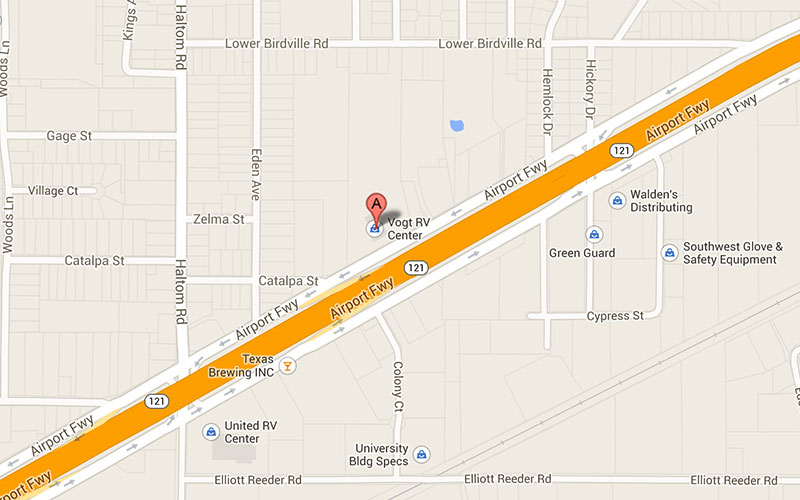 Woods Ln
Kings A
Haltom Rd
Lower Birdville Rd
Lower Birdville Rd
Hemlock Dr
Hickory Dr
Airport Fwy
Airport Fwy
Gage St
121
Eden Ave
Airport Fwy
Village Ct
Walden's
Distributing
Woods Ln
Zelma St
A
Vogt RV
Center
Green Guard
Southwest Glove &
Safety Equipment
Catalpa St
Haltom Rd
Catalpa St
121
Airport Fwy
Airport Fwy
Cypress St
Texas
Brewing INC
Colony Ct
121
Airport Fwy
United RV
Center
University
Bldg Specs
Elliott Reeder Rd
Elliott Reeder Rd
Elliott Reeder Rd
Airport Fwy